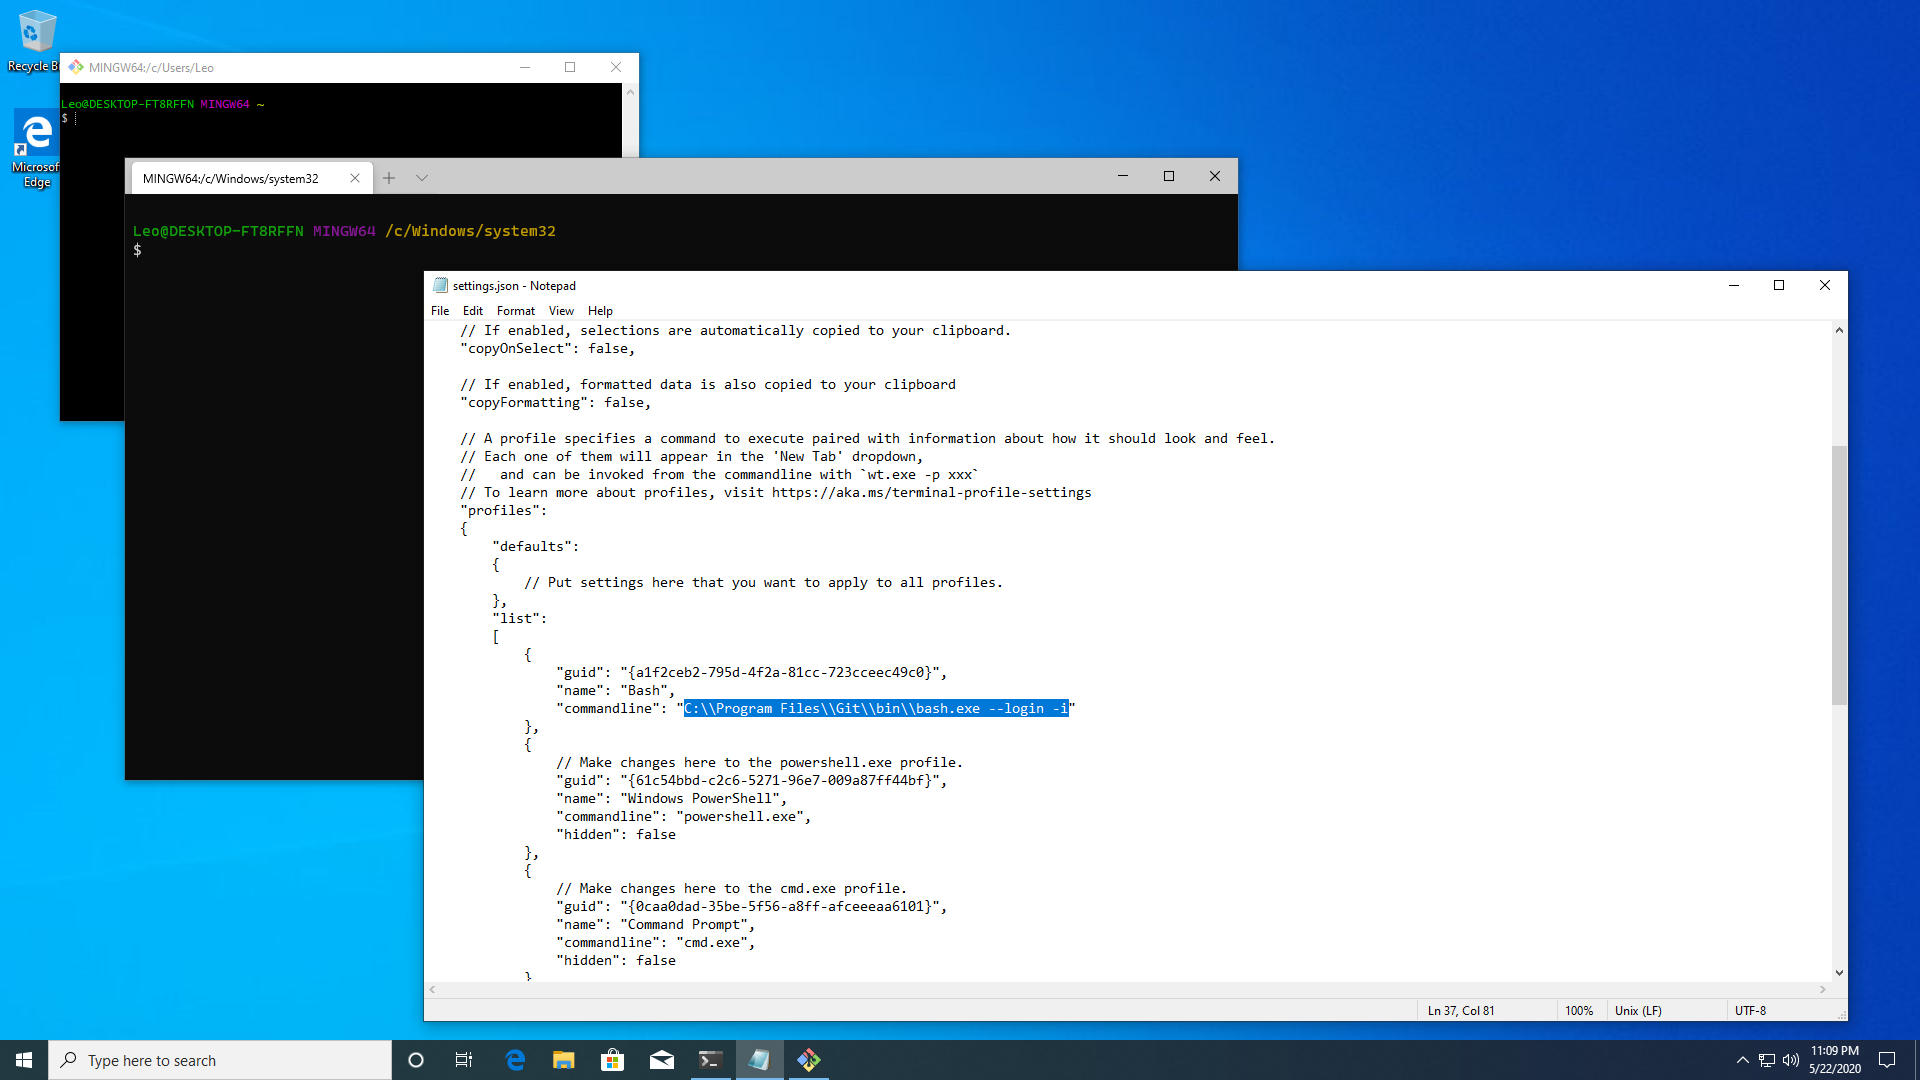 Recycle B
Microsof
Edge
MINGW64:/c/Users/Leo
Leo@DESKTOP-FT8RFFN MINGW64 ~
$
MINGW64:/c/Windows/system32
Leo@DESKTOP-FT8RFFN MINGW64 /c/Windows/system32
$
settings.json - Notepad
File Edit Format View Help
// If enabled, selections are automatically copied to your clipboard.
"copyOnSelect": false,
// If enabled, formatted data is also copied to your clipboard
"copyFormatting": false,
// A profile specifies a command to execute paired with information about how it should look and feel.
// Each one of them will appear in the 'New Tab' dropdown,
//   and can be invoked from the commandline with `wt.exe -p xxx`
// To learn more about profiles, visit https://aka.ms/terminal-profile-settings
"profiles":
{
"defaults":
{
// Put settings here that you want to apply to all profiles.
},
"list":
[
{
"guid": "{a1f2ceb2-795d-4f2a-81cc-723cceec49c0}",
"name": "Bash",
"commandline": "C:\\Program Files\\Git\\bin\\bash.exe --login -i"
},
{
// Make changes here to the powershell.exe profile.
"guid": "{61c54bbd-c2c6-5271-96e7-009a87ff44bf}",
"name": "Windows PowerShell",
"commandline": "powershell.exe",
"hidden": false
},
{
// Make changes here to the cmd.exe profile.
"guid": "{0caa0dad-35be-5f56-a8ff-afceeeaa6101}",
"name": "Command Prompt",
"commandline": "cmd.exe",
"hidden": false
}
Ln 37, Col 81 100% Unix (LF) UTF-8
Type here to search
11:09 PM
5/22/2020